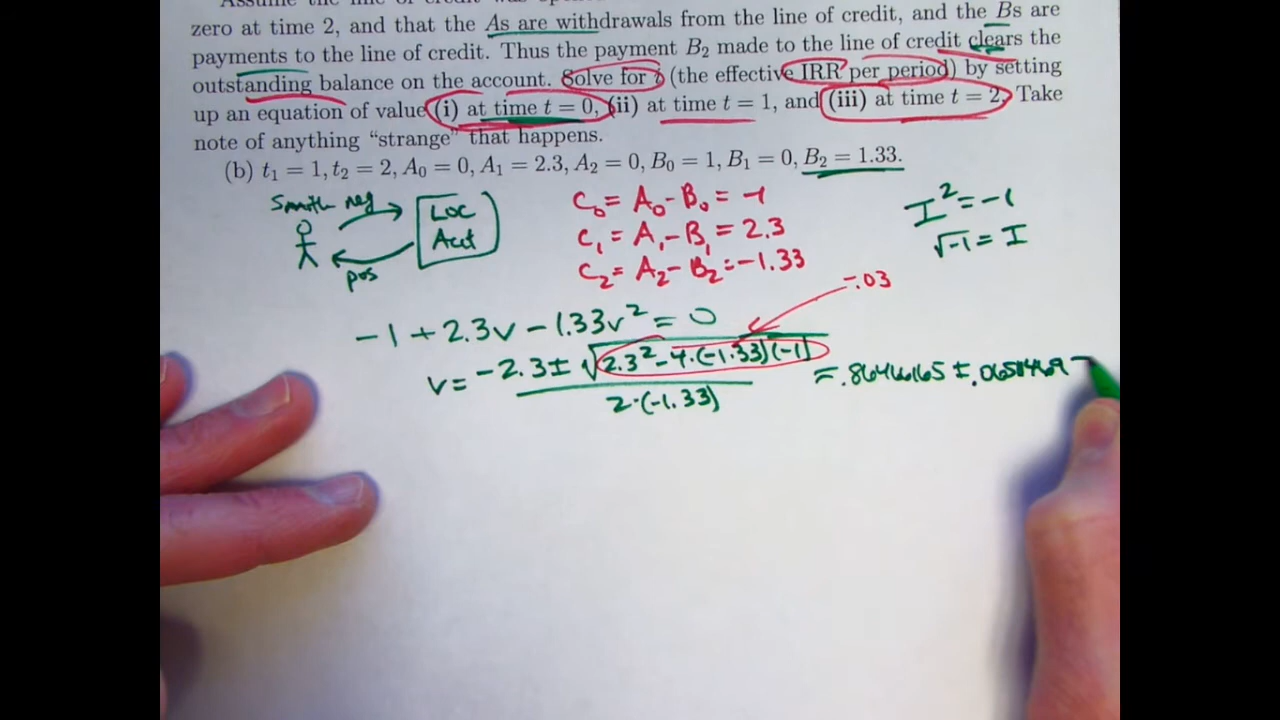 zero at time 2, and that the As are withdrawals from the line of credit, and the Bs are
payments to the line of credit. Thus the payment B₂ made to the line of credit clears the
outstanding balance on the account. Solve for i (the effective IRR per period) by setting
up an equation of value (i) at time t = 0, (ii) at time t = 1, and (iii) at time t = 2. Take
note of anything “strange” that happens.
(b) t₁ = 1, t₂ = 2, A₀ = 0, A₁ = 2.3, A₂ = 0, B₀ = 1, B₁ = 0, B₂ = 1.33.
Smith neg
LOC
Acct
pos
C₀ = A₀ - B₀ = -1
C₁ = A₁ - B₁ = 2.3
C₂ = A₂ - B₂ = -1.33
I² = -1
√-1 = I
-.03
-1 + 2.3v - 1.33v² = 0
v = -2.3 ± √2.3² - 4·(-1.33)(-1)
2·(-1.33)
= .8646165 ± .0651469